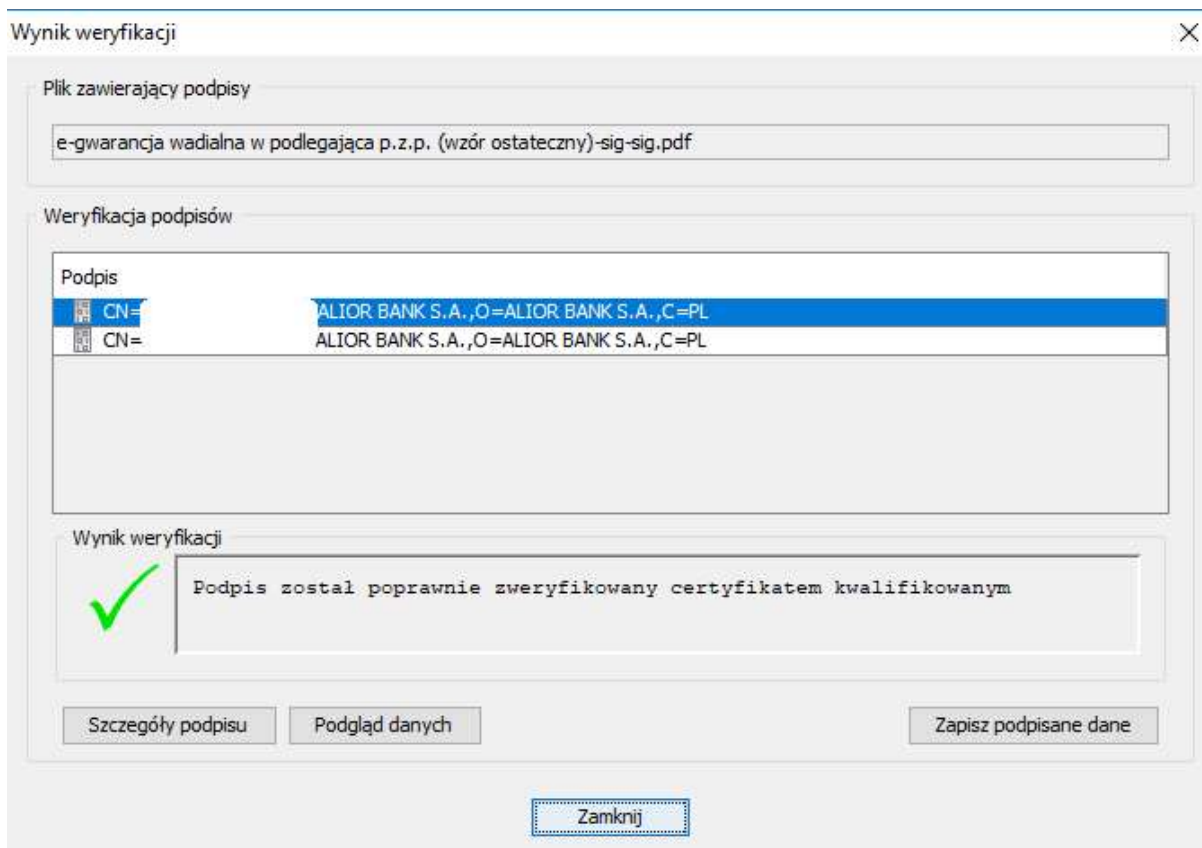 Wynik weryfikacji
Plik zawierający podpisy
e-gwarancja wadialna w podlegająca p.z.p. (wzór ostateczny)-sig-sig.pdf
Weryfikacja podpisów
Podpis
CN= ALIOR BANK S.A.,O=ALIOR BANK S.A.,C=PL
CN= ALIOR BANK S.A.,O=ALIOR BANK S.A.,C=PL
Wynik weryfikacji
Podpis został poprawnie zweryfikowany certyfikatem kwalifikowanym
Szczegóły podpisu Podgląd danych Zapisz podpisane dane
Zamknij